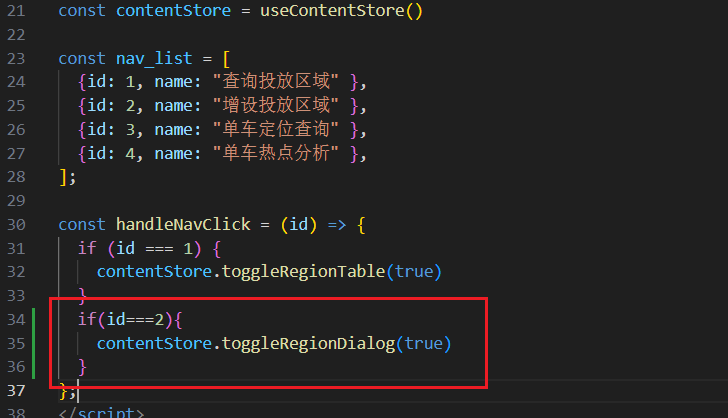 21 const contentStore = useContentStore()
22
23 const nav_list = [
24 {id: 1, name: "查询投放区域" },
25 {id: 2, name: "增设投放区域" },
26 {id: 3, name: "单车定位查询" },
27 {id: 4, name: "单车热点分析" },
28 ];
29
30 const handleNavClick = (id) => {
31 if (id === 1) {
32 contentStore.toggleRegionTable(true)
33 }
34 if(id===2){
35 contentStore.toggleRegionDialog(true)
36 }
37 };
38 </script>